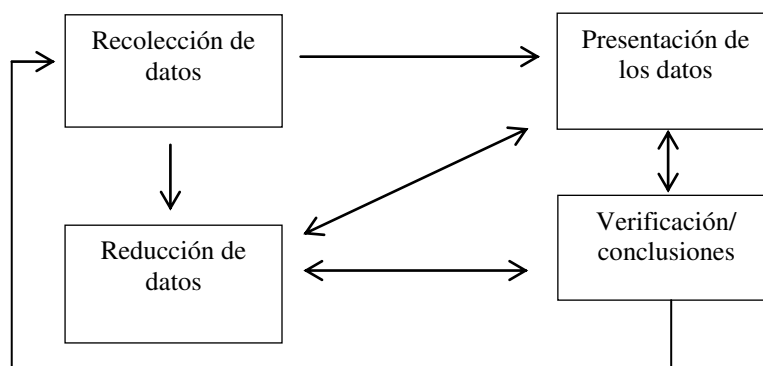 Recolección de
datos
Presentación de
los datos
Reducción de
datos
Verificación/
conclusiones